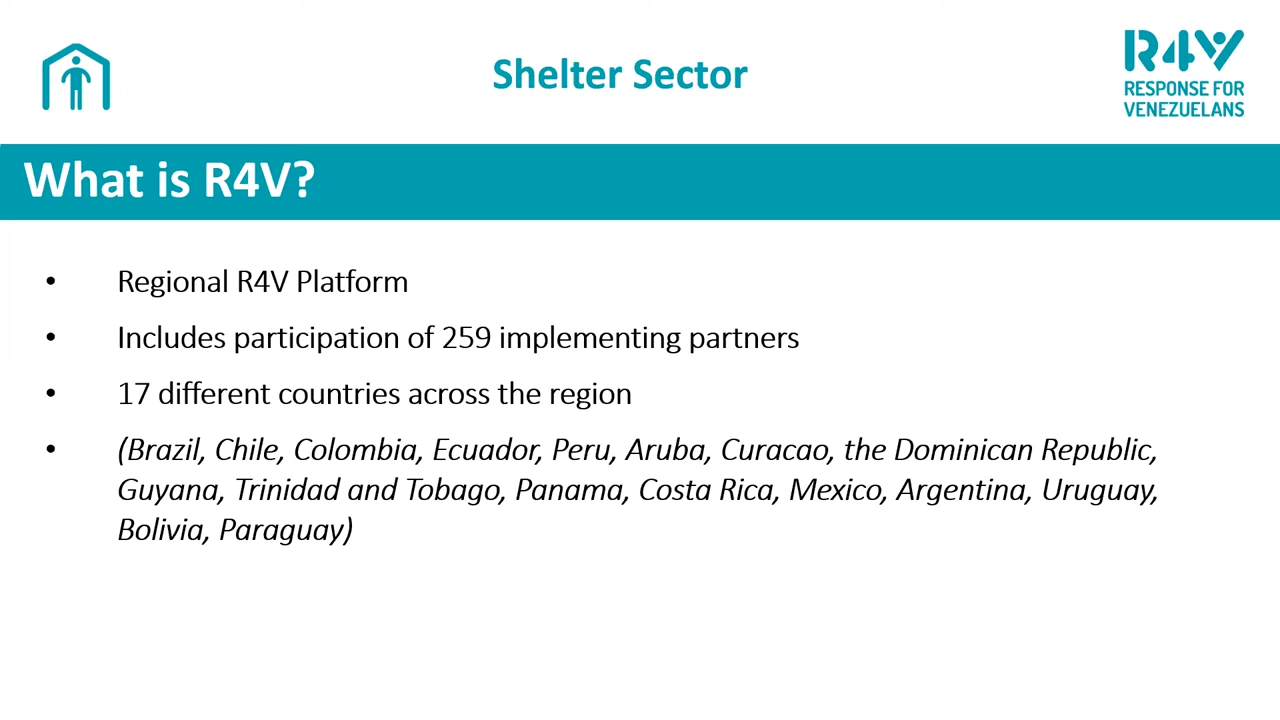 Shelter Sector
R4V
RESPONSE FOR
VENEZUELANS
What is R4V?
• Regional R4V Platform
• Includes participation of 259 implementing partners
• 17 different countries across the region
• (Brazil, Chile, Colombia, Ecuador, Peru, Aruba, Curacao, the Dominican Republic,
Guyana, Trinidad and Tobago, Panama, Costa Rica, Mexico, Argentina, Uruguay,
Bolivia, Paraguay)